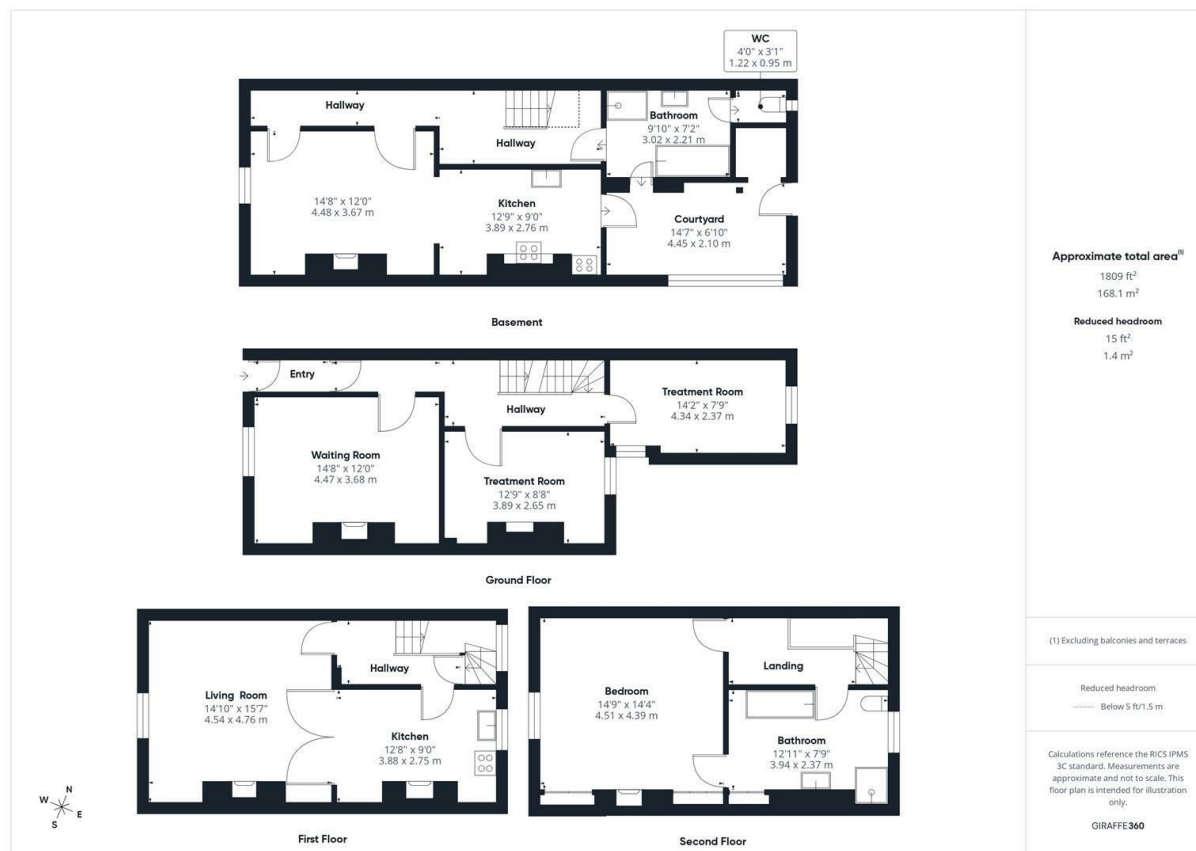 WC
4'0" x 3'1"
1.22 x 0.95 m
Hallway
Hallway
Bathroom
9'10" x 7'2"
3.02 x 2.21 m
14'8" x 12'0"
4.48 x 3.67 m
Kitchen
12'9" x 9'0"
3.89 x 2.76 m
Courtyard
14'7" x 6'10"
4.45 x 2.10 m
Basement
Entry
Hallway
Treatment Room
14'2" x 7'9"
4.34 x 2.37 m
Waiting Room
14'8" x 12'0"
4.47 x 3.68 m
Treatment Room
12'9" x 8'8"
3.89 x 2.65 m
Ground Floor
Hallway
Living Room
14'10" x 15'7"
4.54 x 4.76 m
Kitchen
12'8" x 9'0"
3.88 x 2.75 m
First Floor
Landing
Bedroom
14'9" x 14'4"
4.51 x 4.39 m
Bathroom
12'11" x 7'9"
3.94 x 2.37 m
Second Floor
N
W
E
S
Approximate total area(1)
1809 ft²
168.1 m²
Reduced headroom
15 ft²
1.4 m²
(1) Excluding balconies and terraces
Reduced headroom
Below 5 ft/1.5 m
Calculations reference the RICS IPMS
3C standard. Measurements are
approximate and not to scale. This
floor plan is intended for illustration
only.
GIRAFFE360